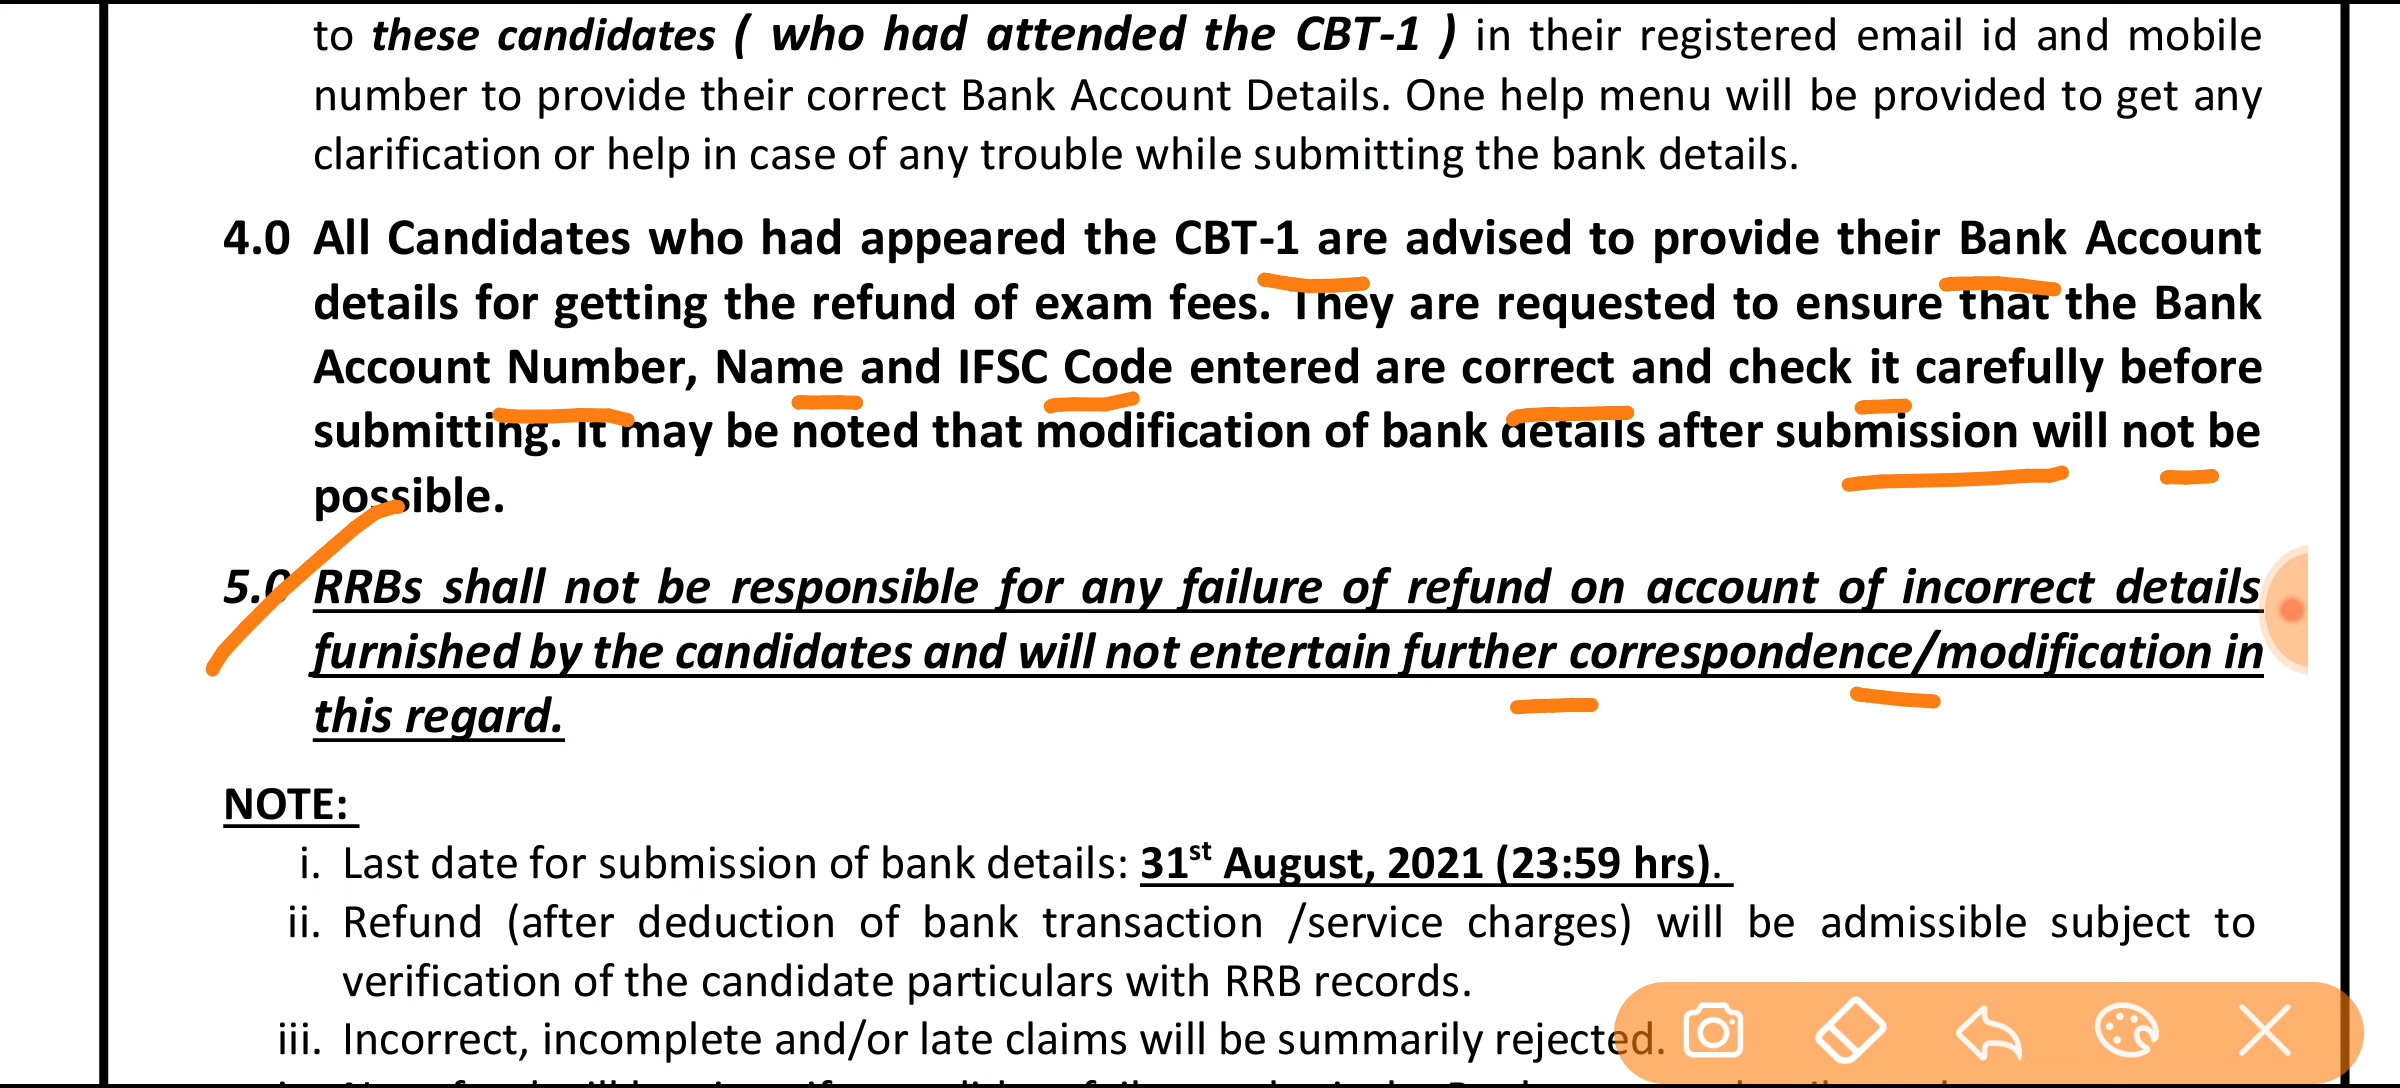 to these candidates ( who had attended the CBT-1 ) in their registered email id and mobile
number to provide their correct Bank Account Details. One help menu will be provided to get any
clarification or help in case of any trouble while submitting the bank details.
4.0 All Candidates who had appeared the CBT-1 are advised to provide their Bank Account
details for getting the refund of exam fees. They are requested to ensure that the Bank
Account Number, Name and IFSC Code entered are correct and check it carefully before
submitting. It may be noted that modification of bank details after submission will not be
possible.
5.0 RRBs shall not be responsible for any failure of refund on account of incorrect details
furnished by the candidates and will not entertain further correspondence/modification in
this regard.
NOTE:
i. Last date for submission of bank details: 31st August, 2021 (23:59 hrs).
ii. Refund (after deduction of bank transaction /service charges) will be admissible subject to
verification of the candidate particulars with RRB records.
iii. Incorrect, incomplete and/or late claims will be summarily rejected.